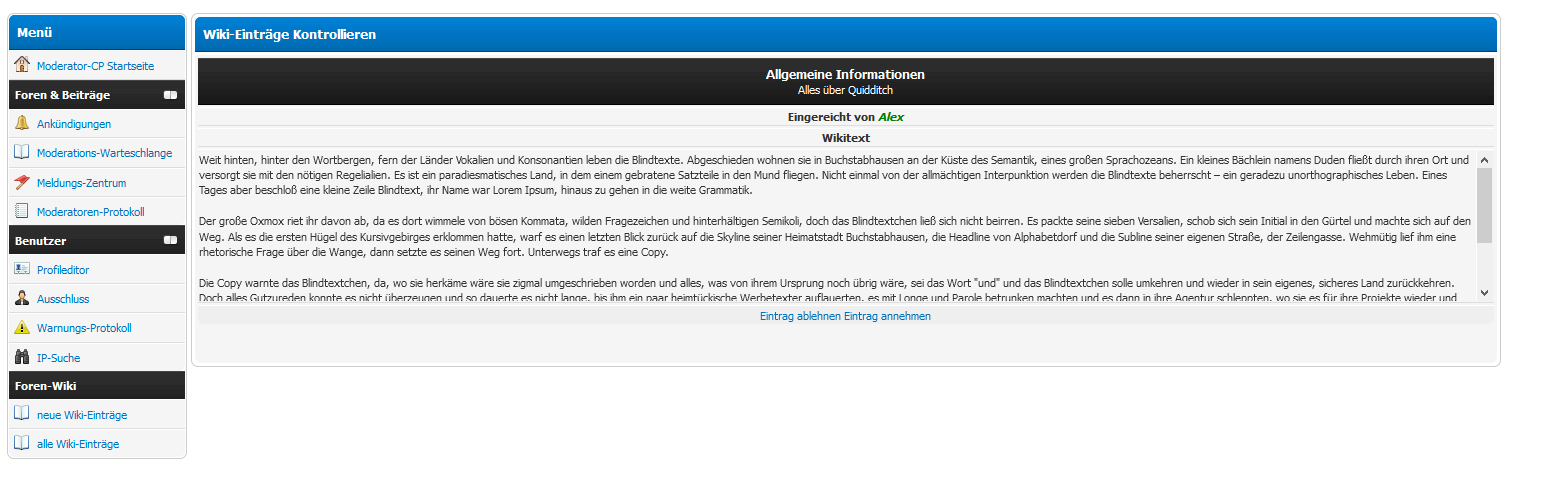 Menü
Moderator-CP Startseite
Foren & Beiträge
Ankündigungen
Moderations-Warteschlange
Meldungs-Zentrum
Moderatoren-Protokoll
Benutzer
Profileditor
Ausschluss
Warnungs-Protokoll
IP-Suche
Foren-Wiki
neue Wiki-Einträge
alle Wiki-Einträge
Wiki-Einträge Kontrollieren
Allgemeine Informationen
Alles über Quidditch
Eingereicht von Alex
Wikitext
Weit hinten, hinter den Wortbergen, fern der Länder Vokalien und Konsonantien leben die Blindtexte. Abgeschieden wohnen sie in Buchstabhausen an der Küste des Semantik, eines großen Sprachozeans. Ein kleines Bächlein namens Duden fließt durch ihren Ort und
versorgt sie mit den nötigen Regelialien. Es ist ein paradiesmatisches Land, in dem einem gebratene Satzteile in den Mund fliegen. Nicht einmal von der allmächtigen Interpunktion werden die Blindtexte beherrscht – ein geradezu unorthographisches Leben. Eines
Tages aber beschloß eine kleine Zeile Blindtext, ihr Name war Lorem Ipsum, hinaus zu gehen in die weite Grammatik.
Der große Oxmox riet ihr davon ab, da es dort wimmele von bösen Kommata, wilden Fragezeichen und hinterhältigen Semikoli, doch das Blindtextchen ließ sich nicht beirren. Es packte seine sieben Versalien, schob sich sein Initial in den Gürtel und machte sich auf den
Weg. Als es die ersten Hügel des Kursivgebirges erklommen hatte, warf es einen letzten Blick zurück auf die Skyline seiner Heimatstadt Buchstabhausen, die Headline von Alphabetdorf und die Subline seiner eigenen Straße, der Zeilengasse. Wehmütig lief ihm eine
rhetorische Frage über die Wange, dann setzte es seinen Weg fort. Unterwegs traf es eine Copy.
Die Copy warnte das Blindtextchen, da, wo sie herkäme wäre sie zigmal umgeschrieben worden und alles, was von ihrem Ursprung noch übrig wäre, sei das Wort "und" und das Blindtextchen solle umkehren und wieder in sein eigenes, sicheres Land zurückkehren.
Doch alles Gutzureden konnte es nicht überzeugen und so dauerte es nicht lange, bis ihm ein paar heimtückische Werbetexter auflauerten, es mit Longe und Parole betrunken machten und es dann in ihre Agentur schleppten, wo sie es für ihre Projekte wieder und
Eintrag ablehnen Eintrag annehmen